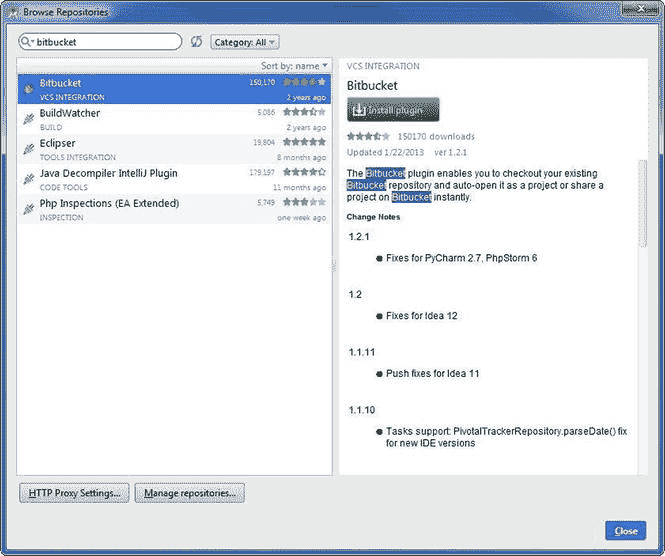 Browse Repositories
bitbucket
Category: All
Sort by: name
Bitbucket 150,170
VCS INTEGRATION 2 years ago
BuildWatcher 5,086
BUILD 2 years ago
Eclipser 19,804
TOOLS INTEGRATION 8 months ago
Java Decompiler IntelliJ Plugin 179,197
CODE TOOLS 11 months ago
Php Inspections (EA Extended) 5,749
INSPECTION one week ago
VCS INTEGRATION
Bitbucket
Install plugin
150170 downloads
Updated 1/22/2013 ver 1.2.1
The Bitbucket plugin enables you to checkout your existing
Bitbucket repository and auto-open it as a project or share a
project on Bitbucket instantly.
Change Notes
1.2.1
Fixes for PyCharm 2.7, PhpStorm 6
1.2
Fixes for Idea 12
1.1.11
Push fixes for Idea 11
1.1.10
Tasks support: PivotalTrackerRepository.parseDate() fix
for new IDE versions
HTTP Proxy Settings...
Manage repositories...
Close